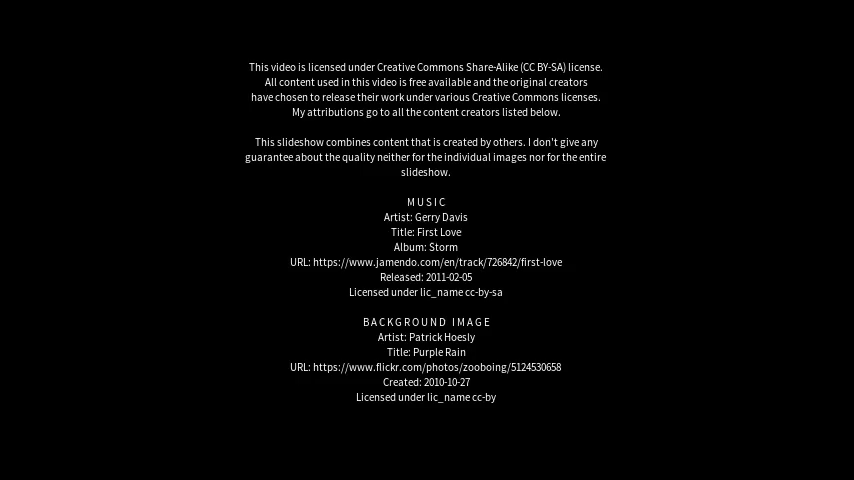 This video is licensed under Creative Commons Share-Alike (CC BY-SA) license.
All content used in this video is free available and the original creators
have chosen to release their work under various Creative Commons licenses.
My attributions go to all the content creators listed below.
This slideshow combines content that is created by others. I don't give any
guarantee about the quality neither for the individual images nor for the entire
slideshow.
MUSIC
Artist: Gerry Davis
Title: First Love
Album: Storm
URL: https://www.jamendo.com/en/track/726842/first-love
Released: 2011-02-05
Licensed under lic_name cc-by-sa
BACKGROUND IMAGE
Artist: Patrick Hoesly
Title: Purple Rain
URL: https://www.flickr.com/photos/zooboing/5124530658
Created: 2010-10-27
Licensed under lic_name cc-by